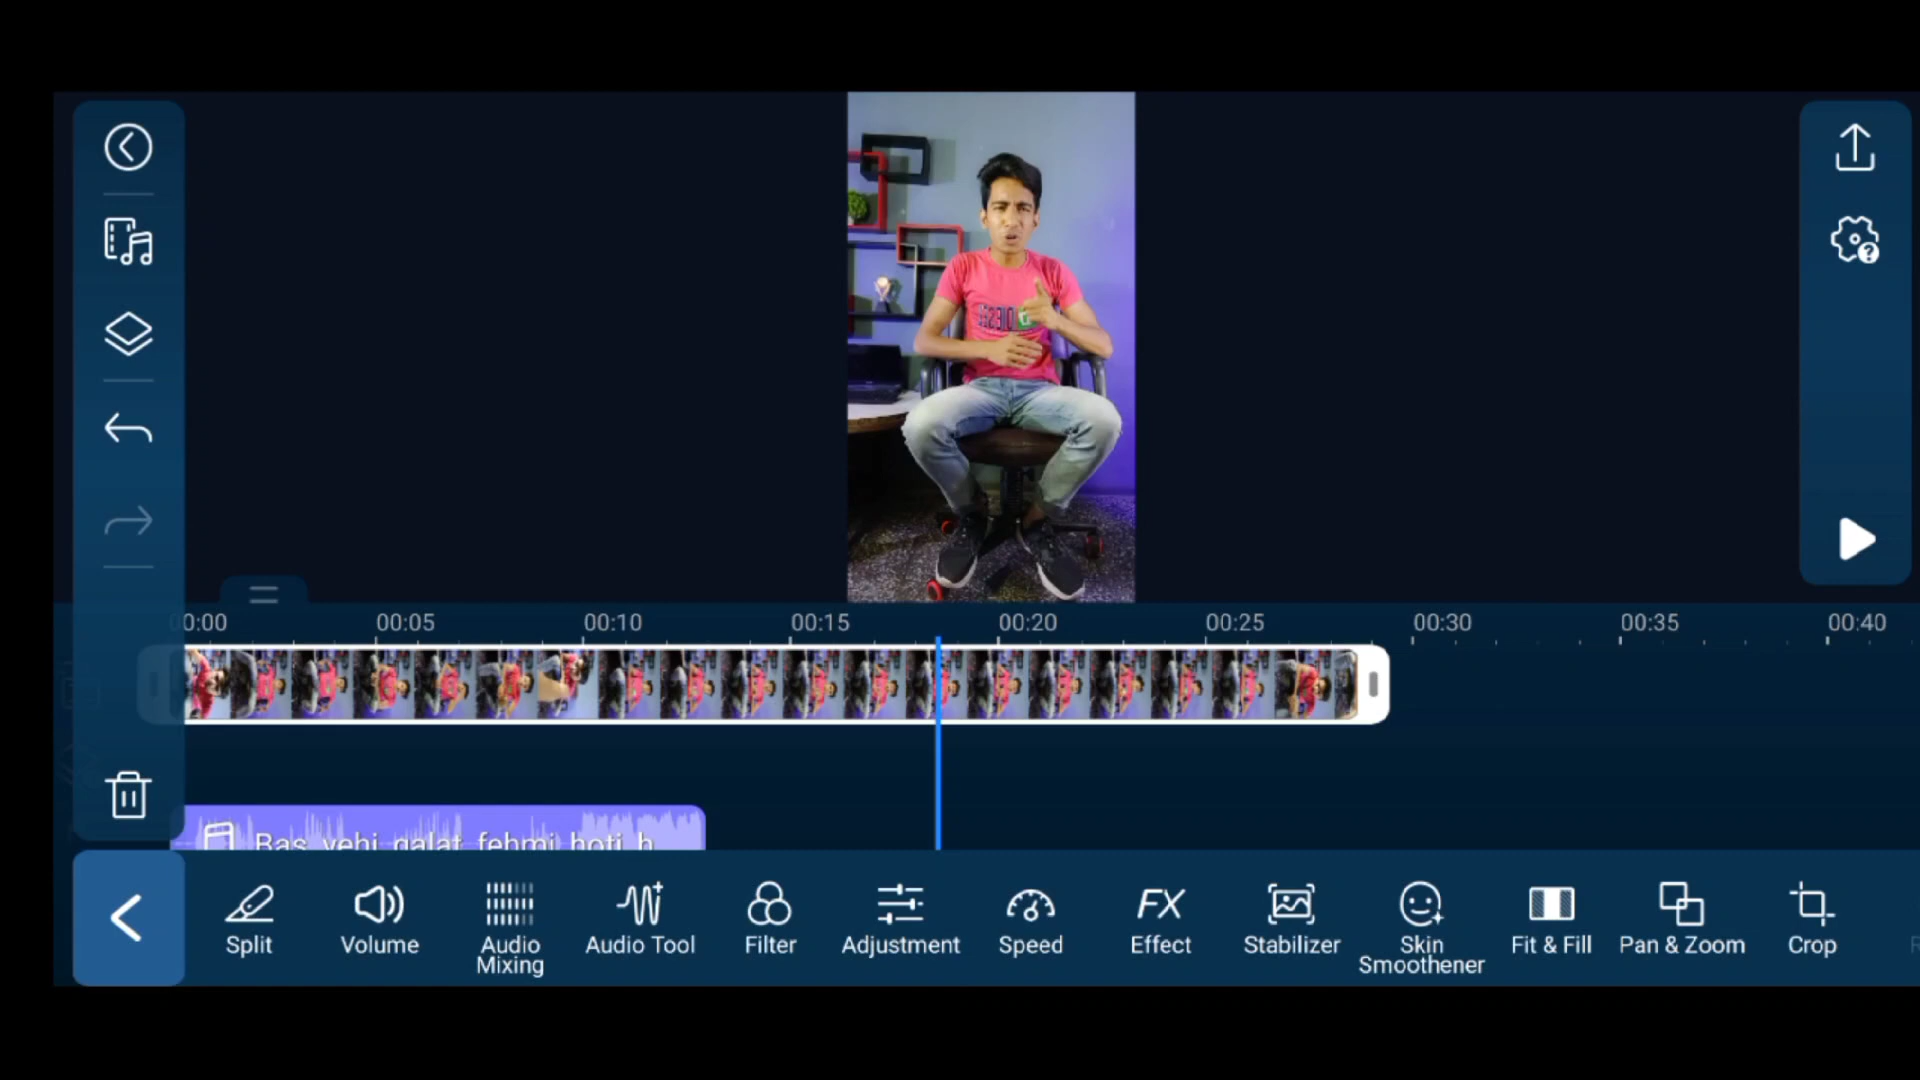 00:00
00:05
00:10
00:15
00:20
00:25
00:30
00:35
00:40
Bas yehi galat fehmi hoti h
Split
Volume
Audio
Mixing
Audio Tool
Filter
Adjustment
Speed
FX
Effect
Stabilizer
Skin
Smoothener
Fit & Fill
Pan & Zoom
Crop